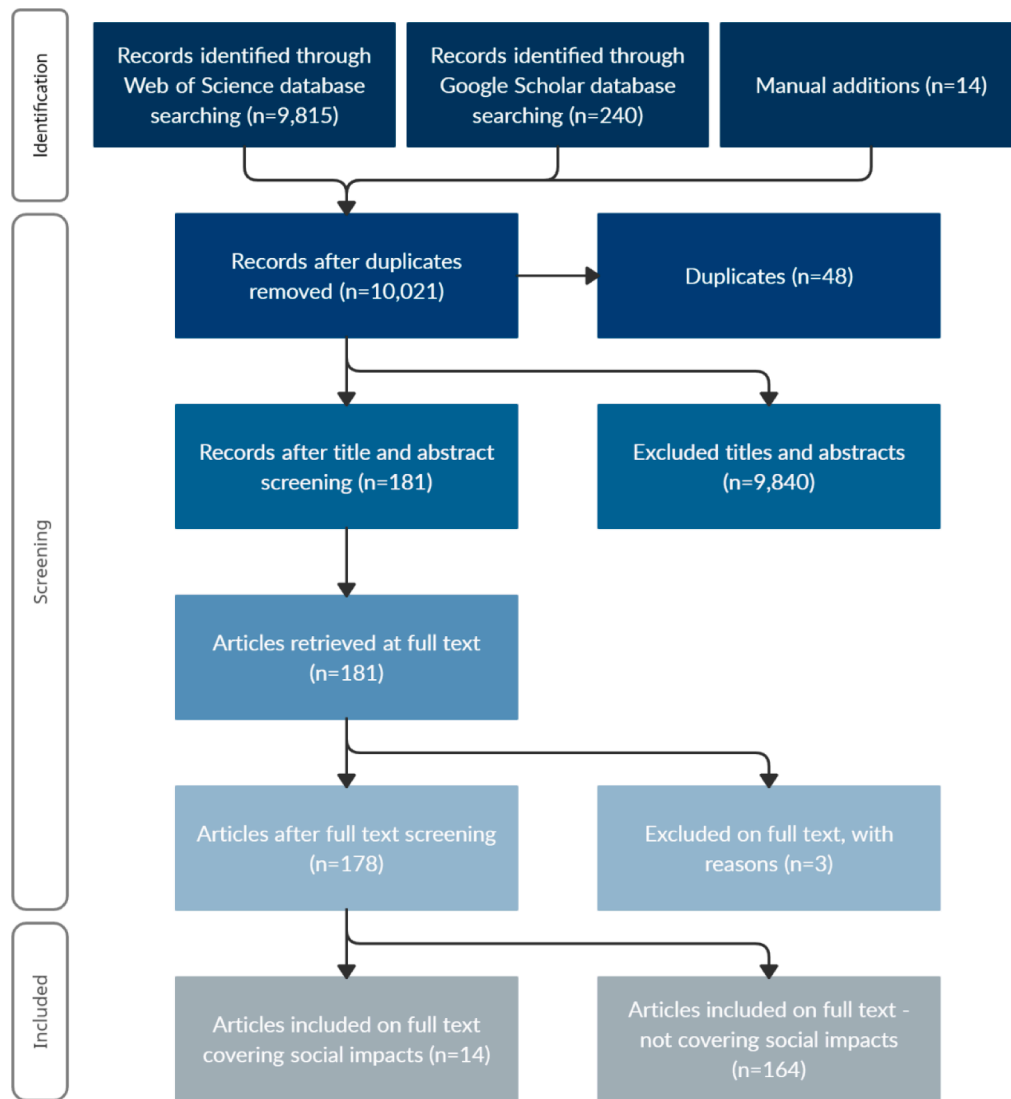 Identification
Records identified through
Web of Science database
searching (n=9,815)
Records identified through
Google Scholar database
searching (n=240)
Manual additions (n=14)
Screening
Records after duplicates
removed (n=10,021)
Duplicates (n=48)
Records after title and abstract
screening (n=181)
Excluded titles and abstracts
(n=9,840)
Articles retrieved at full text
(n=181)
Articles after full text screening
(n=178)
Excluded on full text, with
reasons (n=3)
Included
Articles included on full text
covering social impacts (n=14)
Articles included on full text -
not covering social impacts
(n=164)